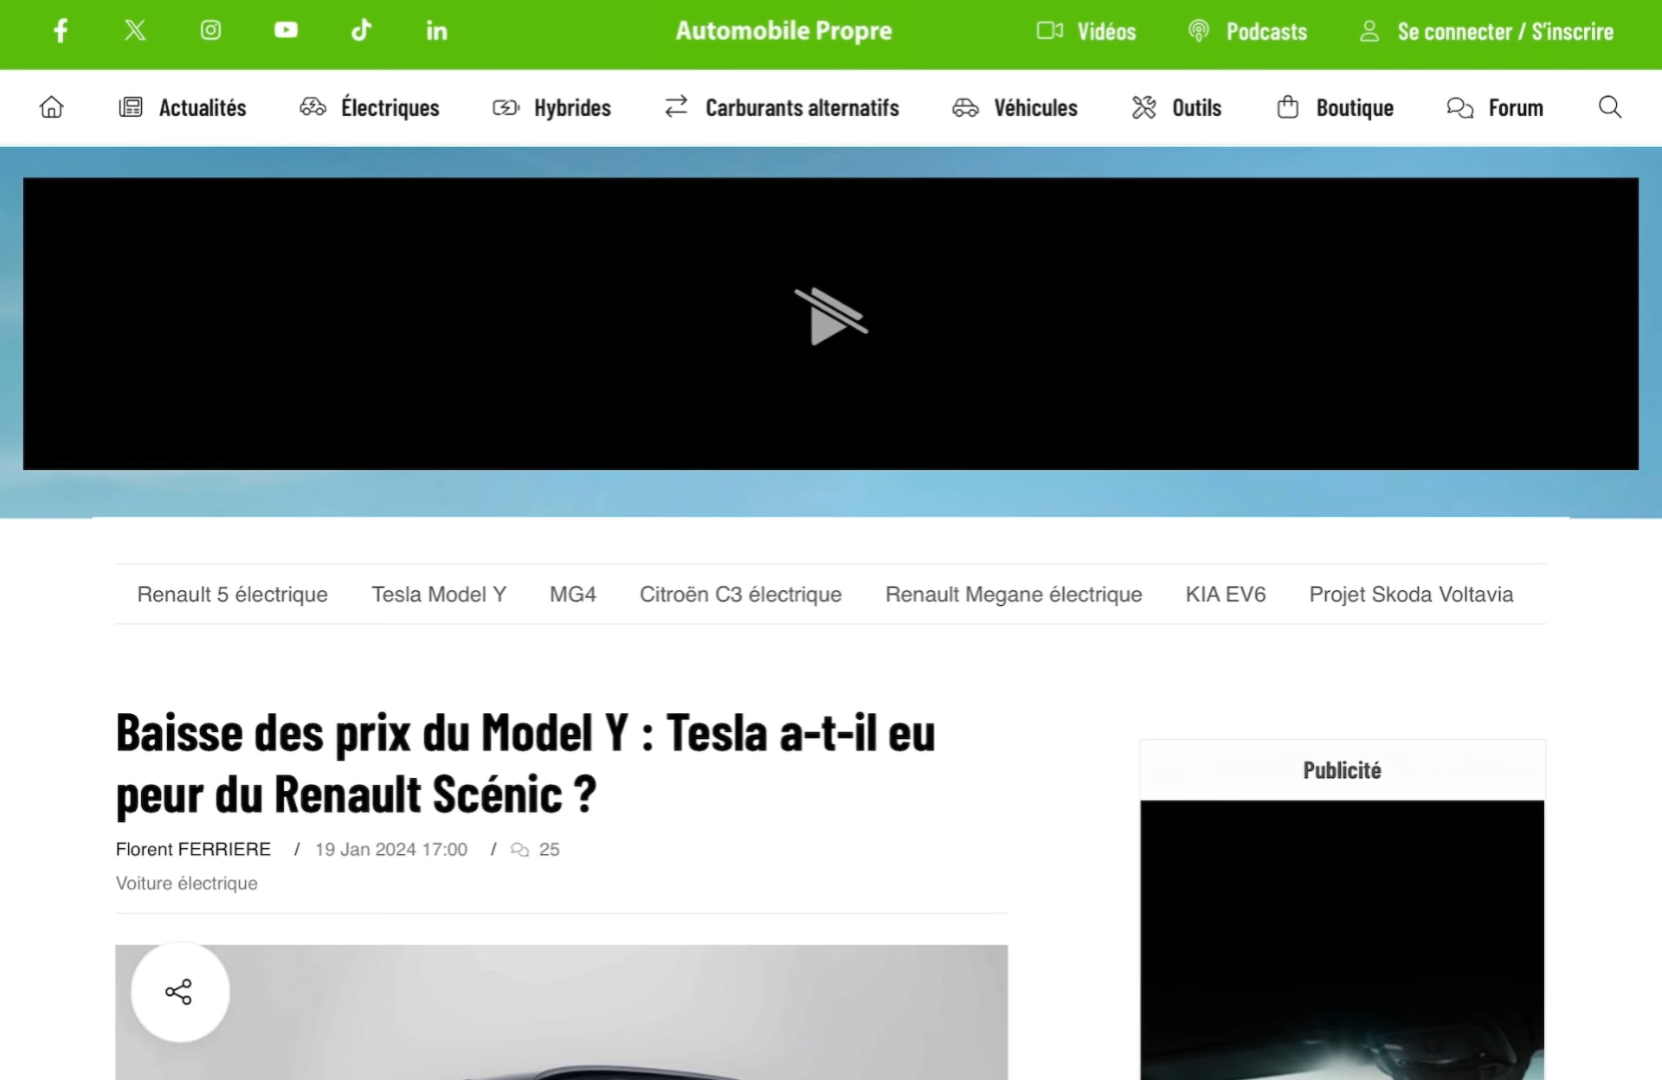 Automobile Propre
Vidéos
Podcasts
Se connecter / S'inscrire
Actualités
Électriques
Hybrides
Carburants alternatifs
Véhicules
Outils
Boutique
Forum
Renault 5 électrique
Tesla Model Y
MG4
Citroën C3 électrique
Renault Megane électrique
KIA EV6
Projet Skoda Voltavia
Baisse des prix du Model Y : Tesla a-t-il eu
peur du Renault Scénic ?
Florent FERRIERE / 19 Jan 2024 17:00 / 25
Voiture électrique
Publicité